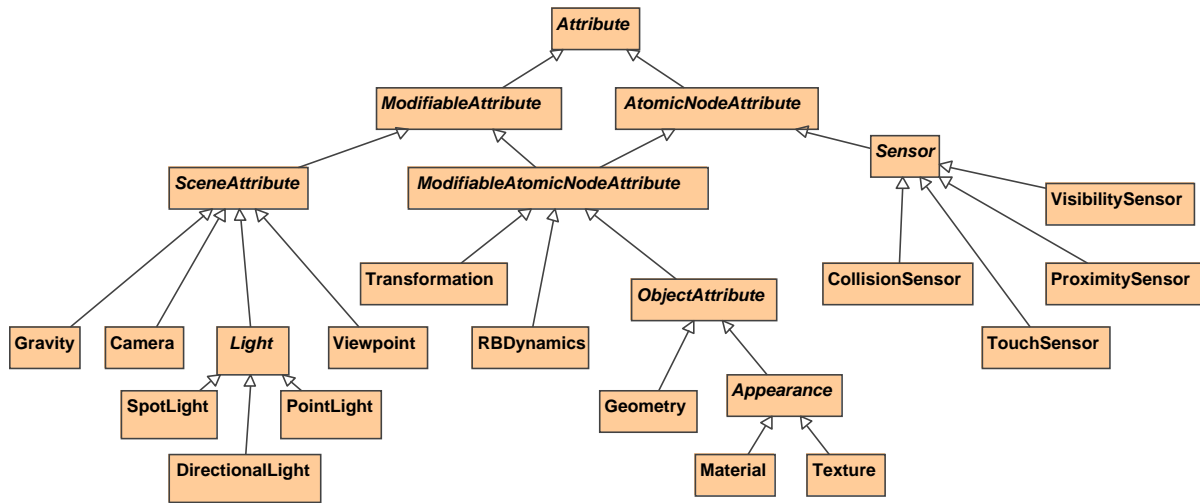 Attribute
ModifiableAttribute
AtomicNodeAttribute
Sensor
SceneAttribute
ModifiableAtomicNodeAttribute
VisibilitySensor
Transformation
CollisionSensor
ProximitySensor
ObjectAttribute
Gravity
Camera
Light
Viewpoint
RBDynamics
TouchSensor
SpotLight
PointLight
Geometry
Appearance
DirectionalLight
Material
Texture